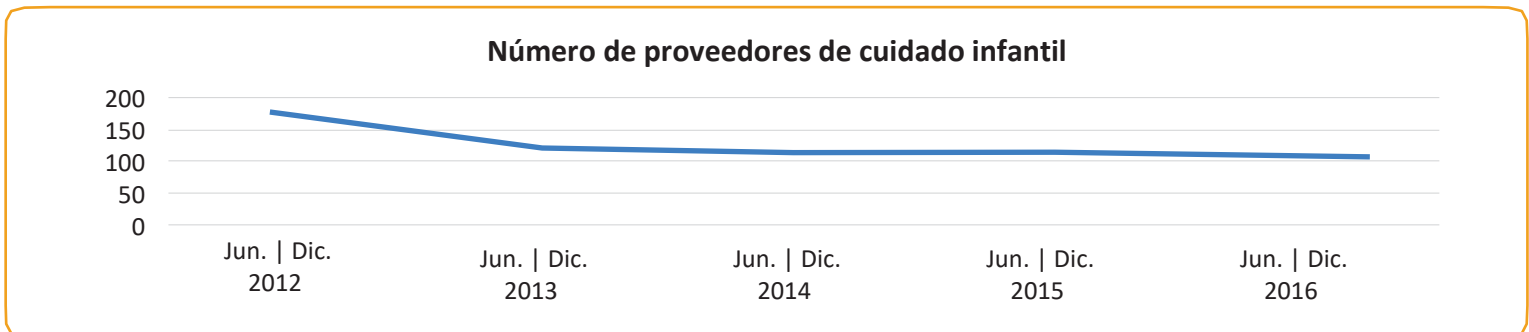 Número de proveedores de cuidado infantil
200
150
100
50
0
Jun. | Dic.
2012
Jun. | Dic.
2013
Jun. | Dic.
2014
Jun. | Dic.
2015
Jun. | Dic.
2016